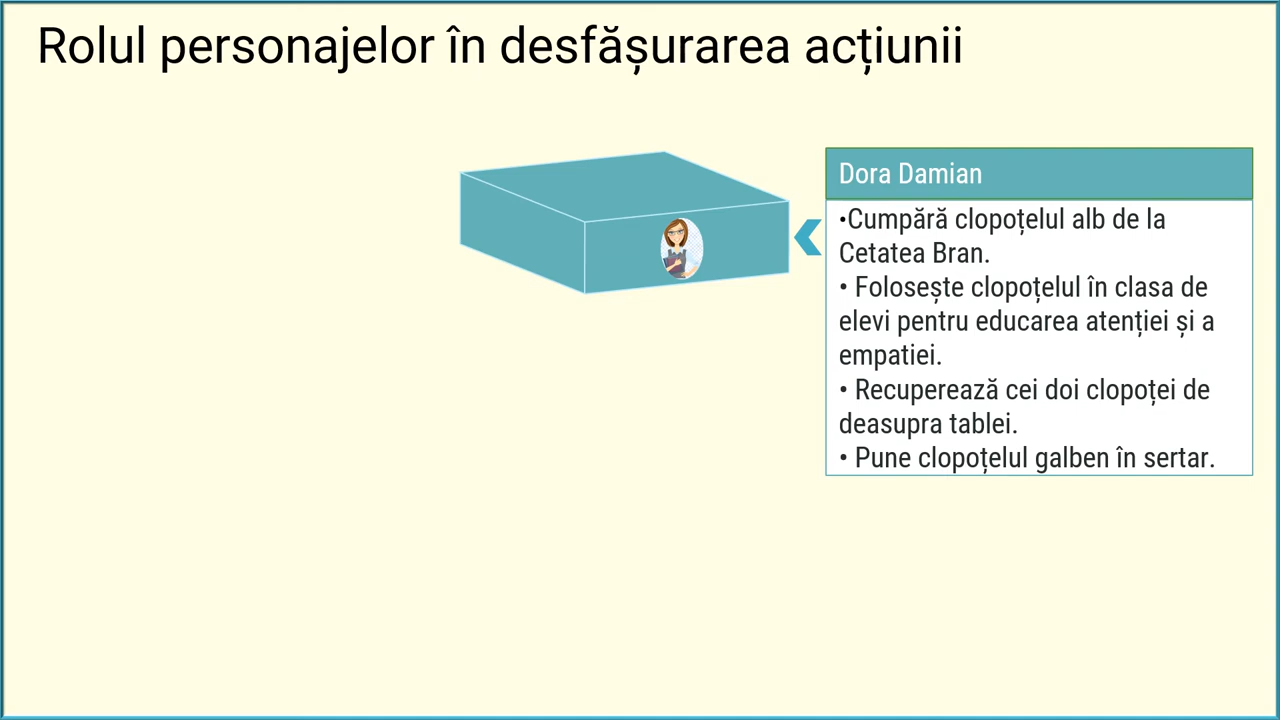 Rolul personajelor în desfășurarea acțiunii
Dora Damian
•Cumpără clopoțelul alb de la
Cetatea Bran.
• Folosește clopoțelul în clasa de
elevi pentru educarea atenției și a
empatiei.
• Recuperează cei doi clopoței de
deasupra tablei.
• Pune clopoțelul galben în sertar.